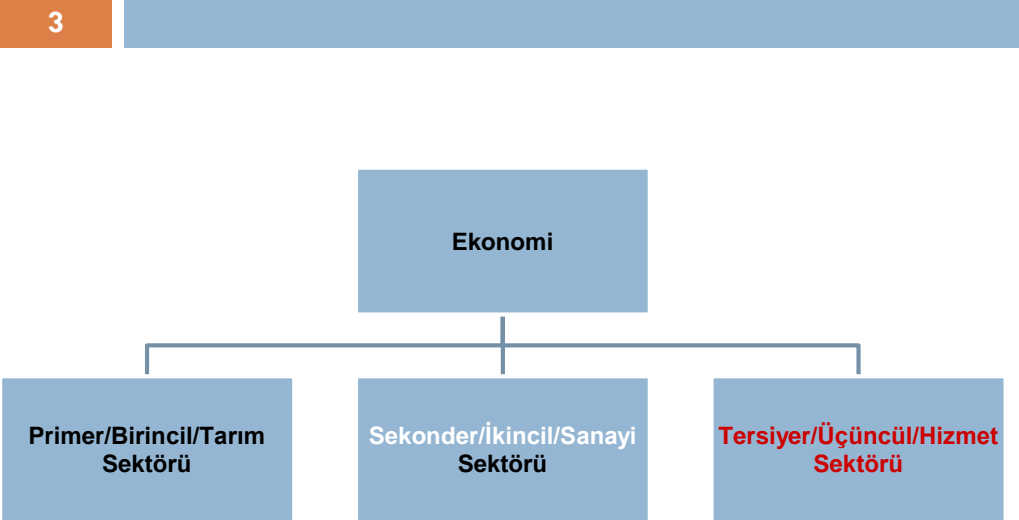 3
Ekonomi
Primer/Birincil/Tarım
Sektörü
Sekonder/İkincil/Sanayi
Sektörü
Tersiyer/Üçüncül/Hizmet
Sektörü